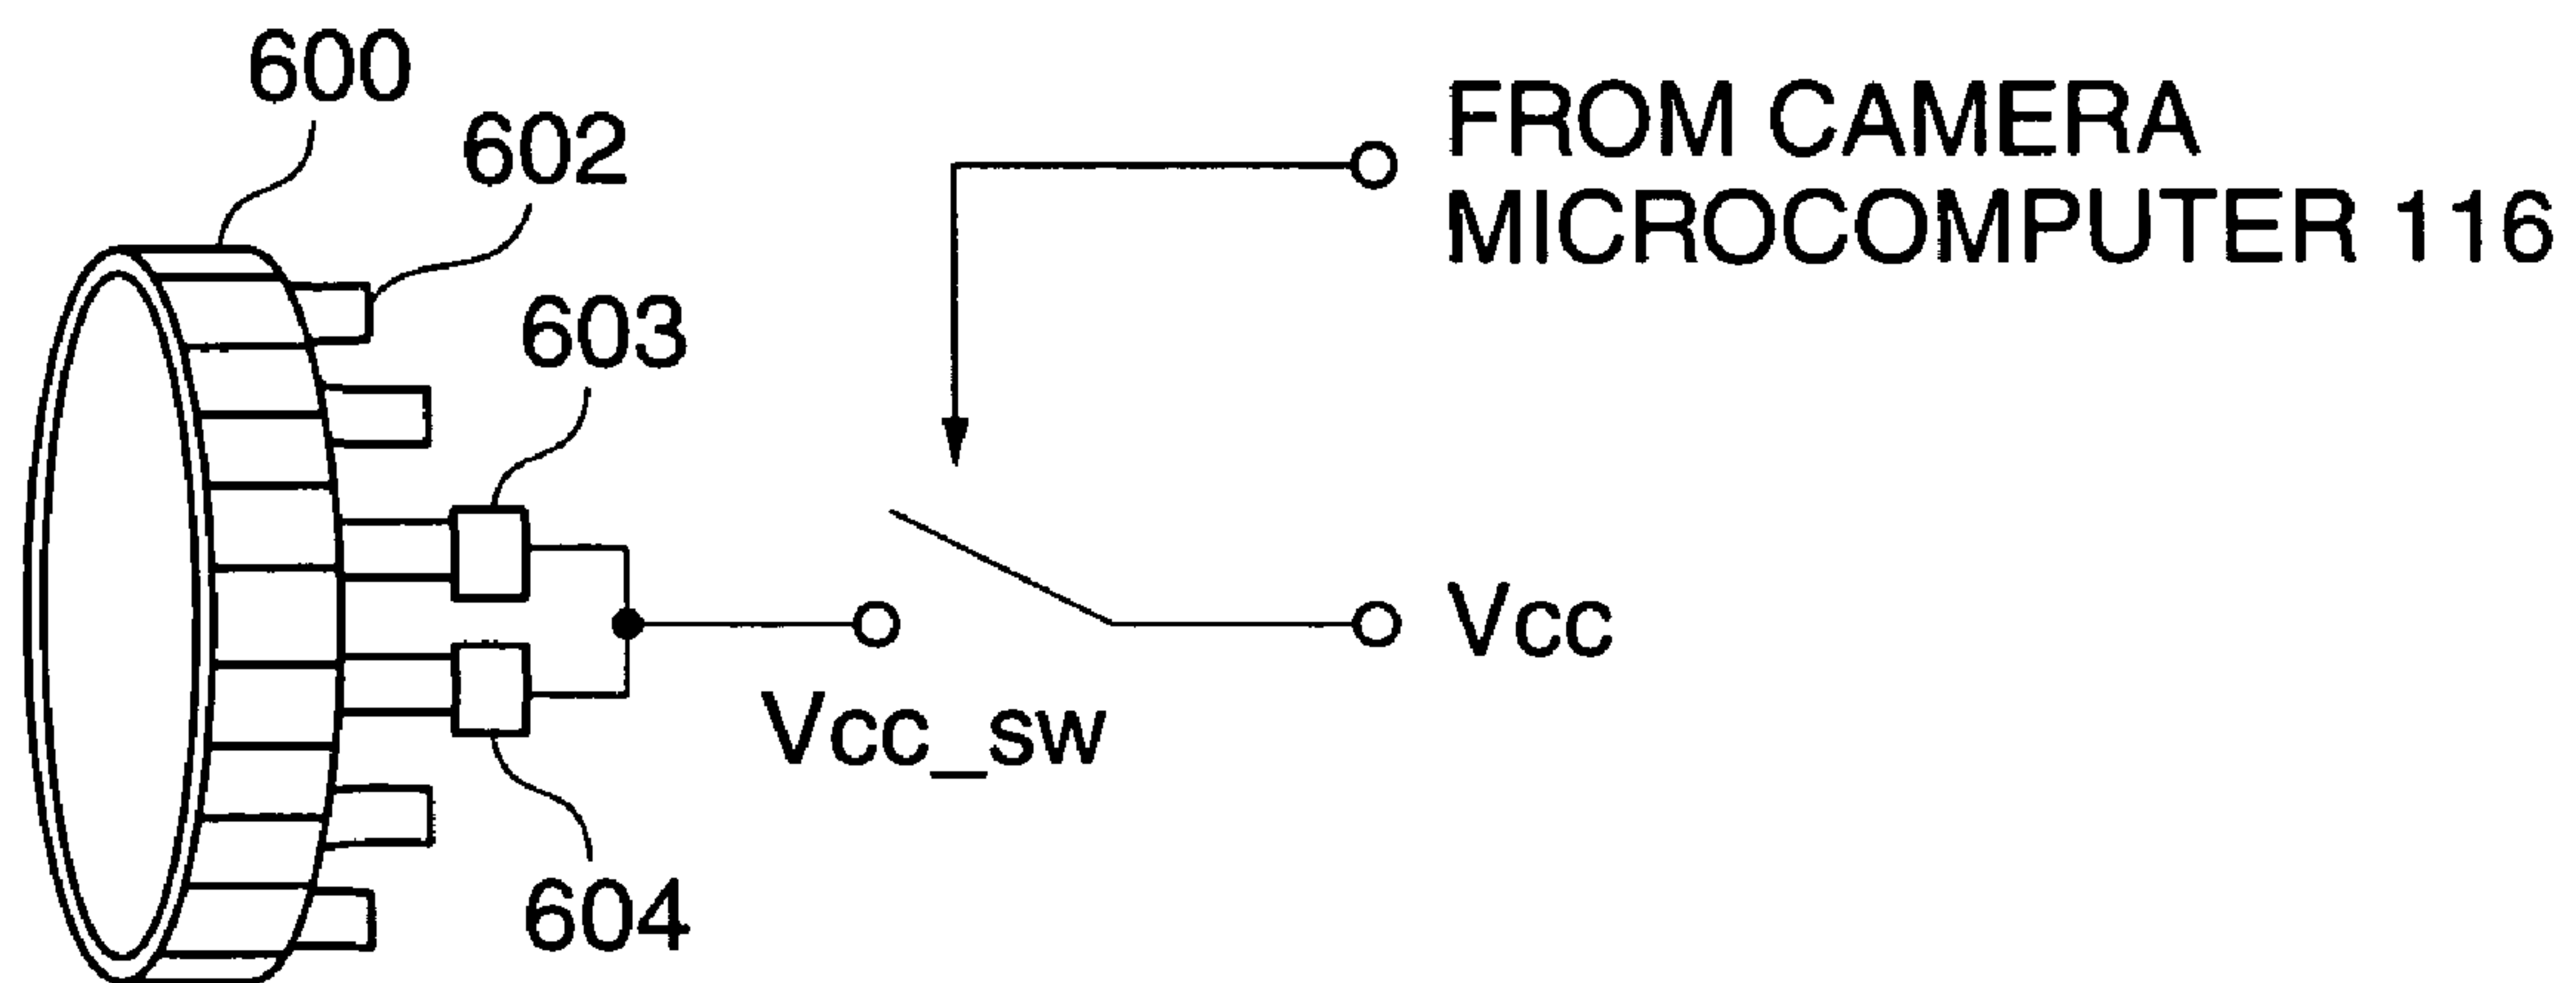 600
602
603
FROM CAMERA
MICROCOMPUTER 116
Vcc
Vcc_sw
604